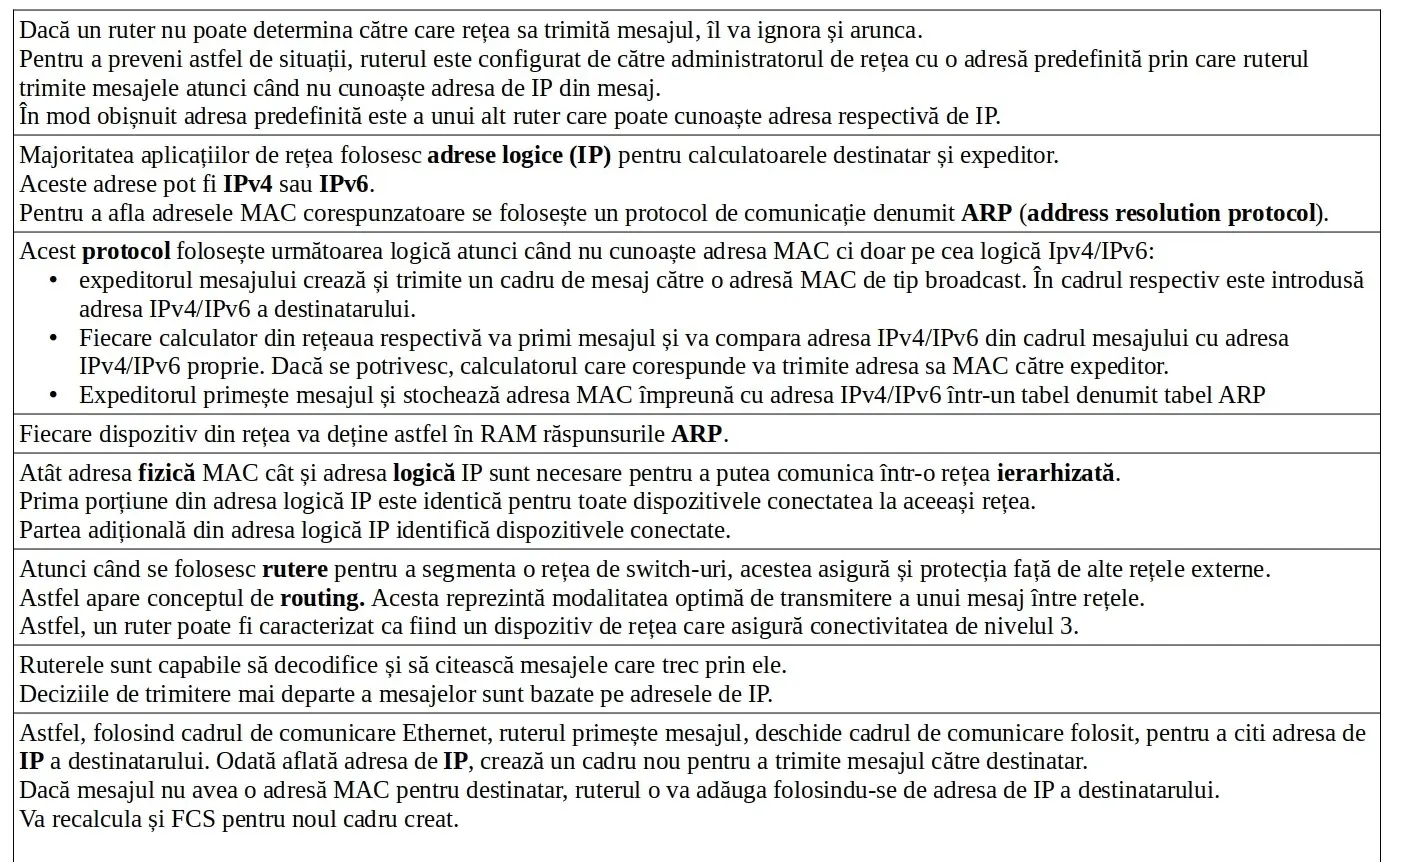 Dacă un ruter nu poate determina către care rețea sa trimită mesajul, îl va ignora și arunca.
Pentru a preveni astfel de situații, ruterul este configurat de către administratorul de rețea cu o adresă predefinită prin care ruterul
trimite mesajele atunci când nu cunoaște adresa de IP din mesaj.
În mod obișnuit adresa predefinită este a unui alt ruter care poate cunoaște adresa respectivă de IP.
Majoritatea aplicațiilor de rețea folosesc adrese logice (IP) pentru calculatoarele destinatar și expeditor.
Aceste adrese pot fi IPv4 sau IPv6.
Pentru a afla adresele MAC corespunzatoare se folosește un protocol de comunicație denumit ARP (address resolution protocol).
Acest protocol folosește următoarea logică atunci când nu cunoaște adresa MAC ci doar pe cea logică Ipv4/IPv6:
• expeditorul mesajului crează și trimite un cadru de mesaj către o adresă MAC de tip broadcast. În cadrul respectiv este introdusă
adresa IPv4/IPv6 a destinatarului.
• Fiecare calculator din rețeaua respectivă va primi mesajul și va compara adresa IPv4/IPv6 din cadrul mesajului cu adresa
IPv4/IPv6 proprie. Dacă se potrivesc, calculatorul care corespunde va trimite adresa sa MAC către expeditor.
• Expeditorul primește mesajul și stochează adresa MAC împreună cu adresa IPv4/IPv6 într-un tabel denumit tabel ARP
Fiecare dispozitiv din rețea va deține astfel în RAM răspunsurile ARP.
Atât adresa fizică MAC cât și adresa logică IP sunt necesare pentru a putea comunica într-o rețea ierarhizată.
Prima porțiune din adresa logică IP este identică pentru toate dispozitivele conectatea la aceeași rețea.
Partea adițională din adresa logică IP identifică dispozitivele conectate.
Atunci când se folosesc rutere pentru a segmenta o rețea de switch-uri, acestea asigură și protecția față de alte rețele externe.
Astfel apare conceptul de routing. Acesta reprezintă modalitatea optimă de transmitere a unui mesaj între rețele.
Astfel, un ruter poate fi caracterizat ca fiind un dispozitiv de rețea care asigură conectivitatea de nivelul 3.
Ruterele sunt capabile să decodifice și să citească mesajele care trec prin ele.
Deciziile de trimitere mai departe a mesajelor sunt bazate pe adresele de IP.
Astfel, folosind cadrul de comunicare Ethernet, ruterul primește mesajul, deschide cadrul de comunicare folosit, pentru a citi adresa de
IP a destinatarului. Odată aflată adresa de IP, crează un cadru nou pentru a trimite mesajul către destinatar.
Dacă mesajul nu avea o adresă MAC pentru destinatar, ruterul o va adăuga folosindu-se de adresa de IP a destinatarului.
Va recalcula și FCS pentru noul cadru creat.